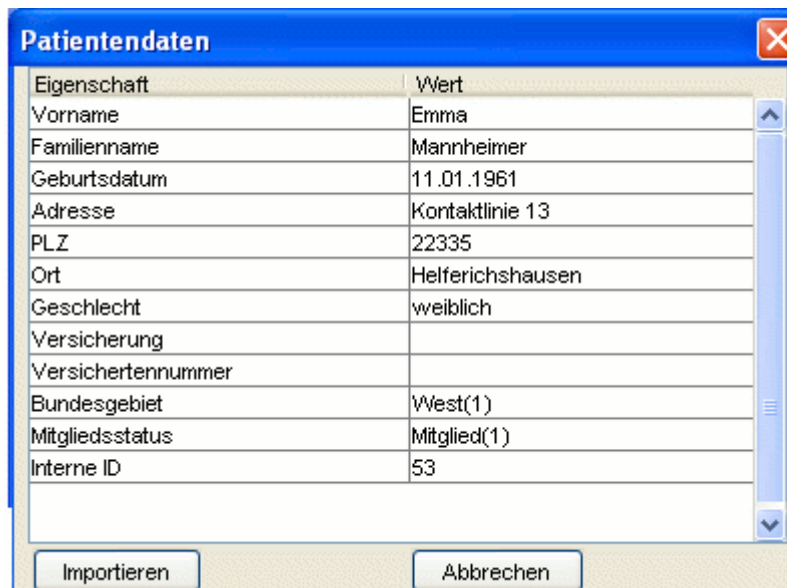 Patientendaten
Eigenschaft Wert
Vorname Emma
Familienname Mannheimer
Geburtsdatum 11.01.1961
Adresse Kontaktlinie 13
PLZ 22335
Ort Helferichshausen
Geschlecht weiblich
Versicherung
Versichertennummer
Bundesgebiet West(1)
Mitgliedsstatus Mitglied(1)
Interne ID 53
Importieren Abbrechen